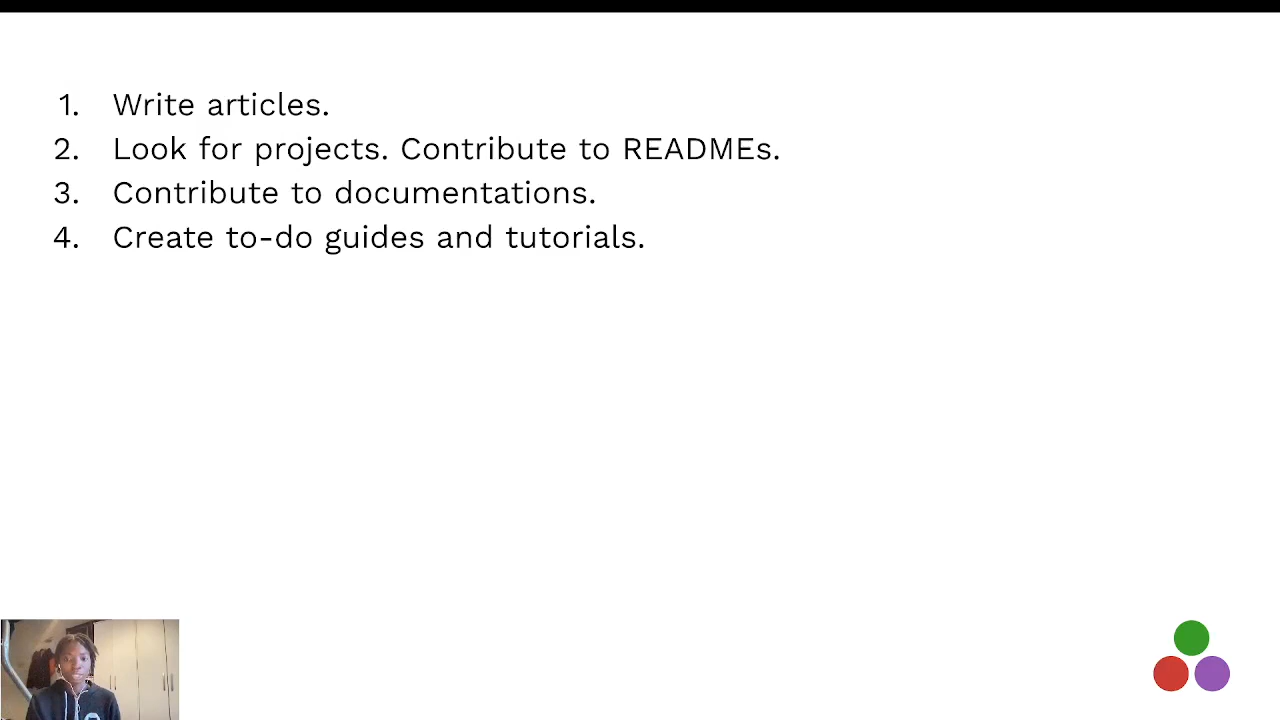 1. Write articles.
2. Look for projects. Contribute to READMEs.
3. Contribute to documentations.
4. Create to-do guides and tutorials.